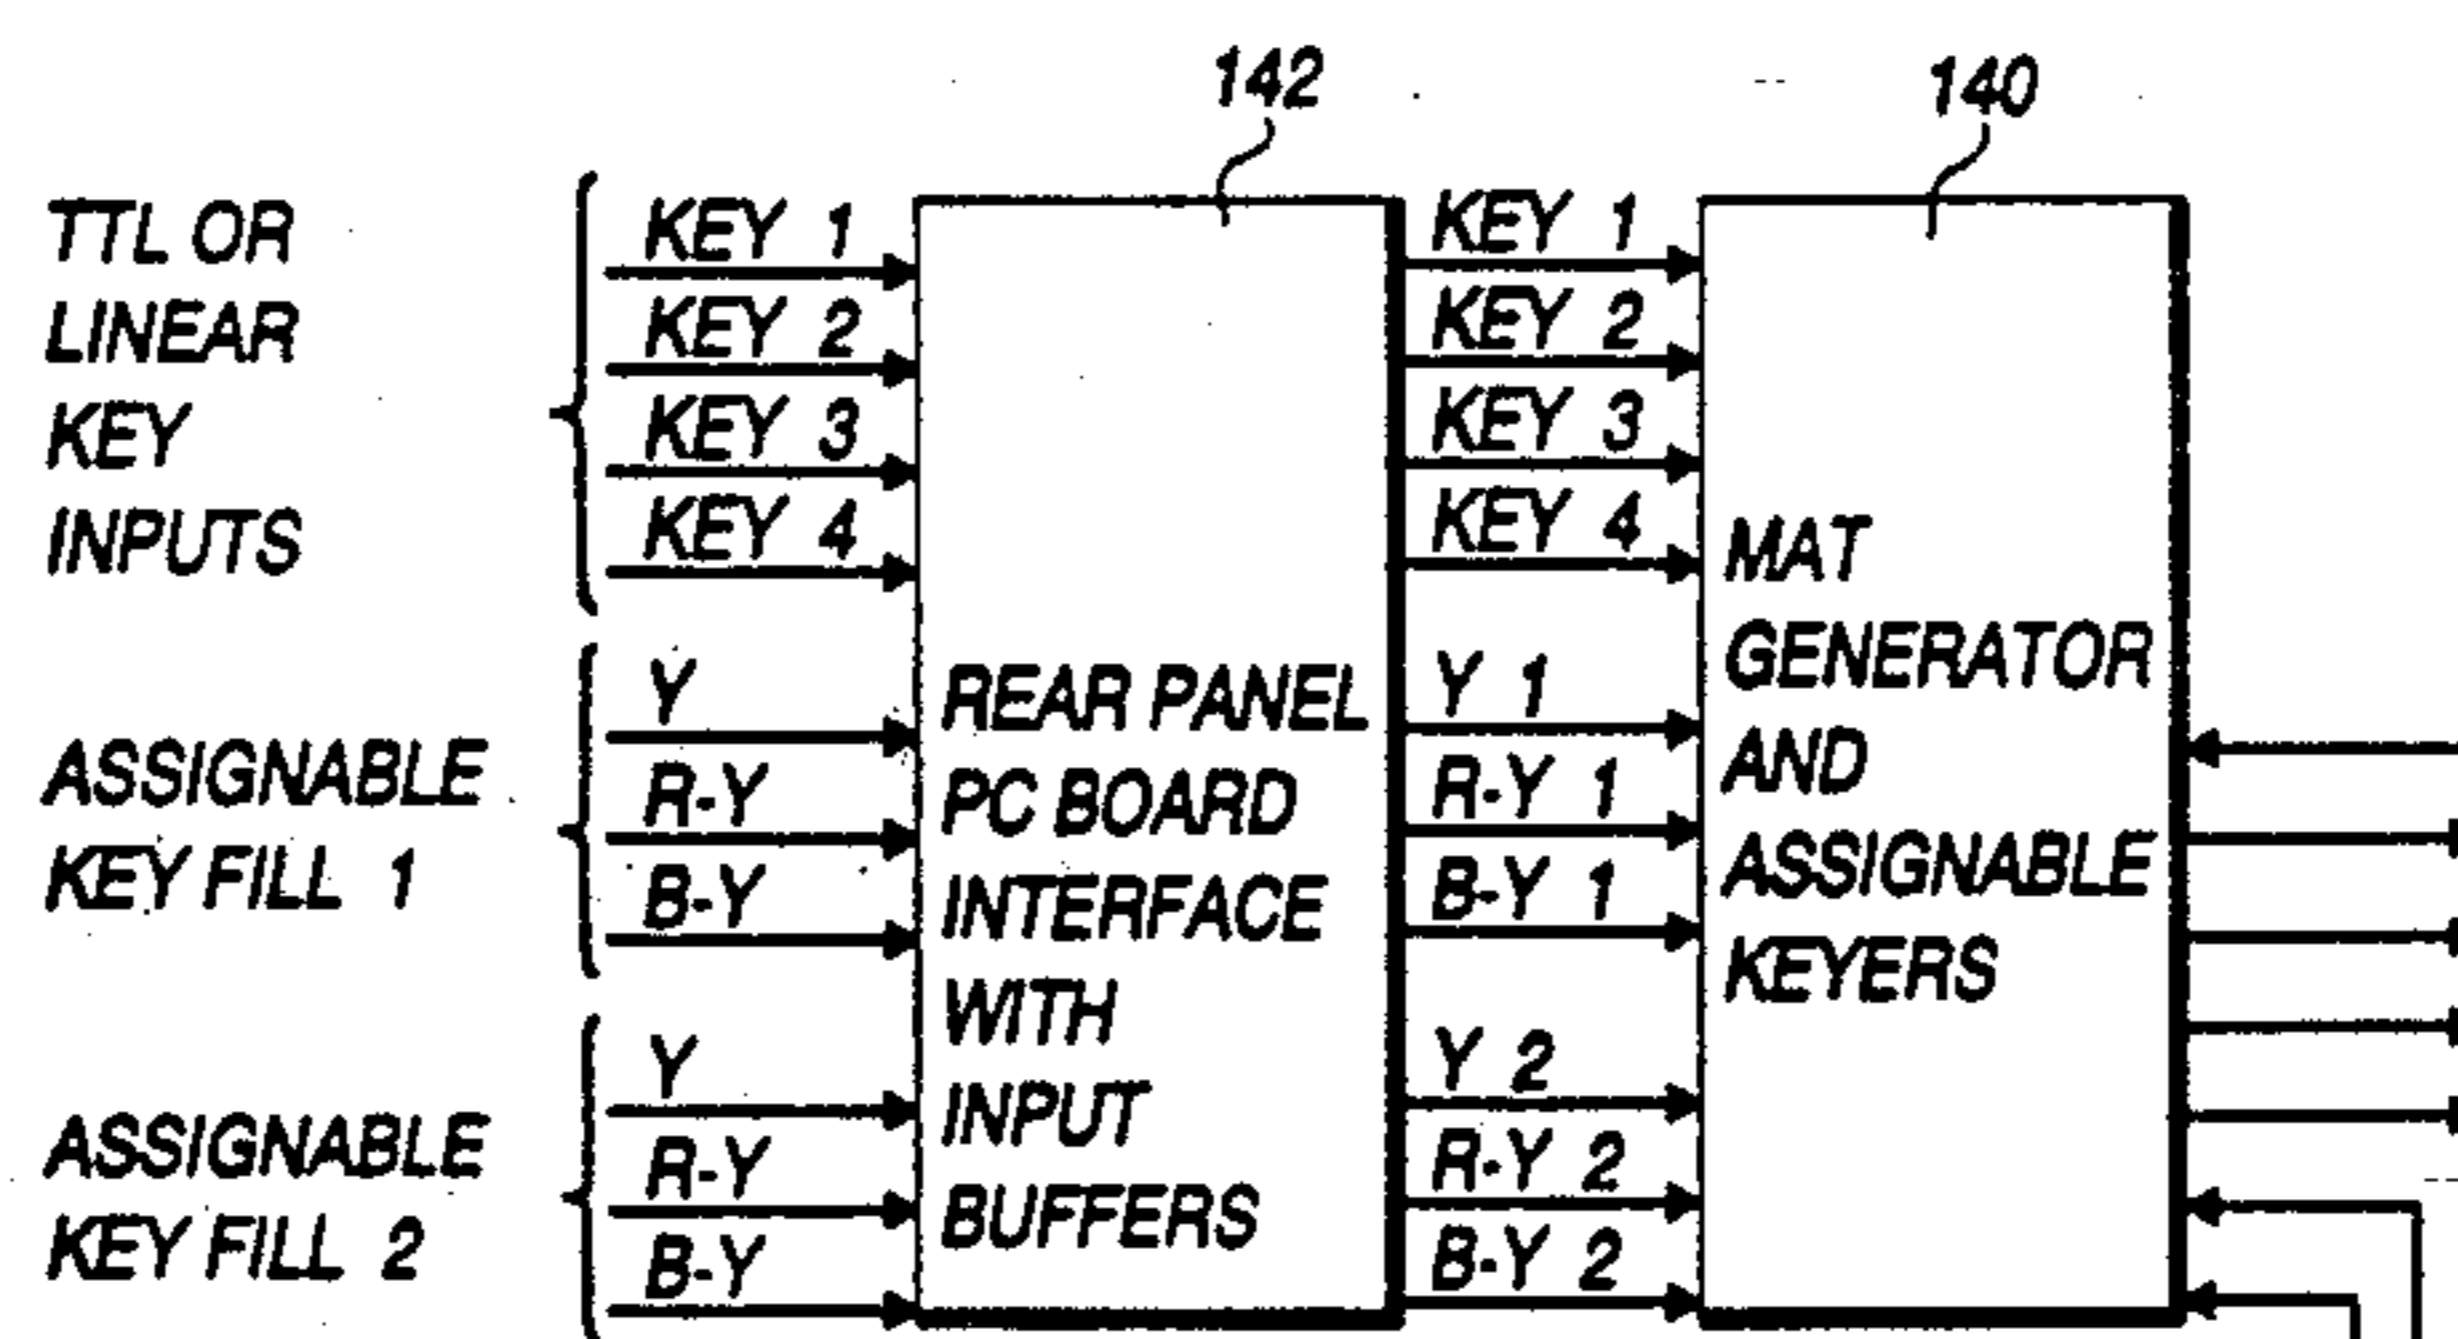 142
140
TTL OR
LINEAR
KEY
INPUTS
KEY 1
KEY 2
KEY 3
KEY 4
ASSIGNABLE
KEY FILL 1
Y
R-Y
B-Y
ASSIGNABLE
KEY FILL 2
Y
R-Y
B-Y
REAR PANEL
PC BOARD
INTERFACE
WITH
INPUT
BUFFERS
KEY 1
KEY 2
KEY 3
KEY 4
Y 1
R-Y 1
B-Y 1
Y 2
R-Y 2
B-Y 2
MAT
GENERATOR
AND
ASSIGNABLE
KEYERS